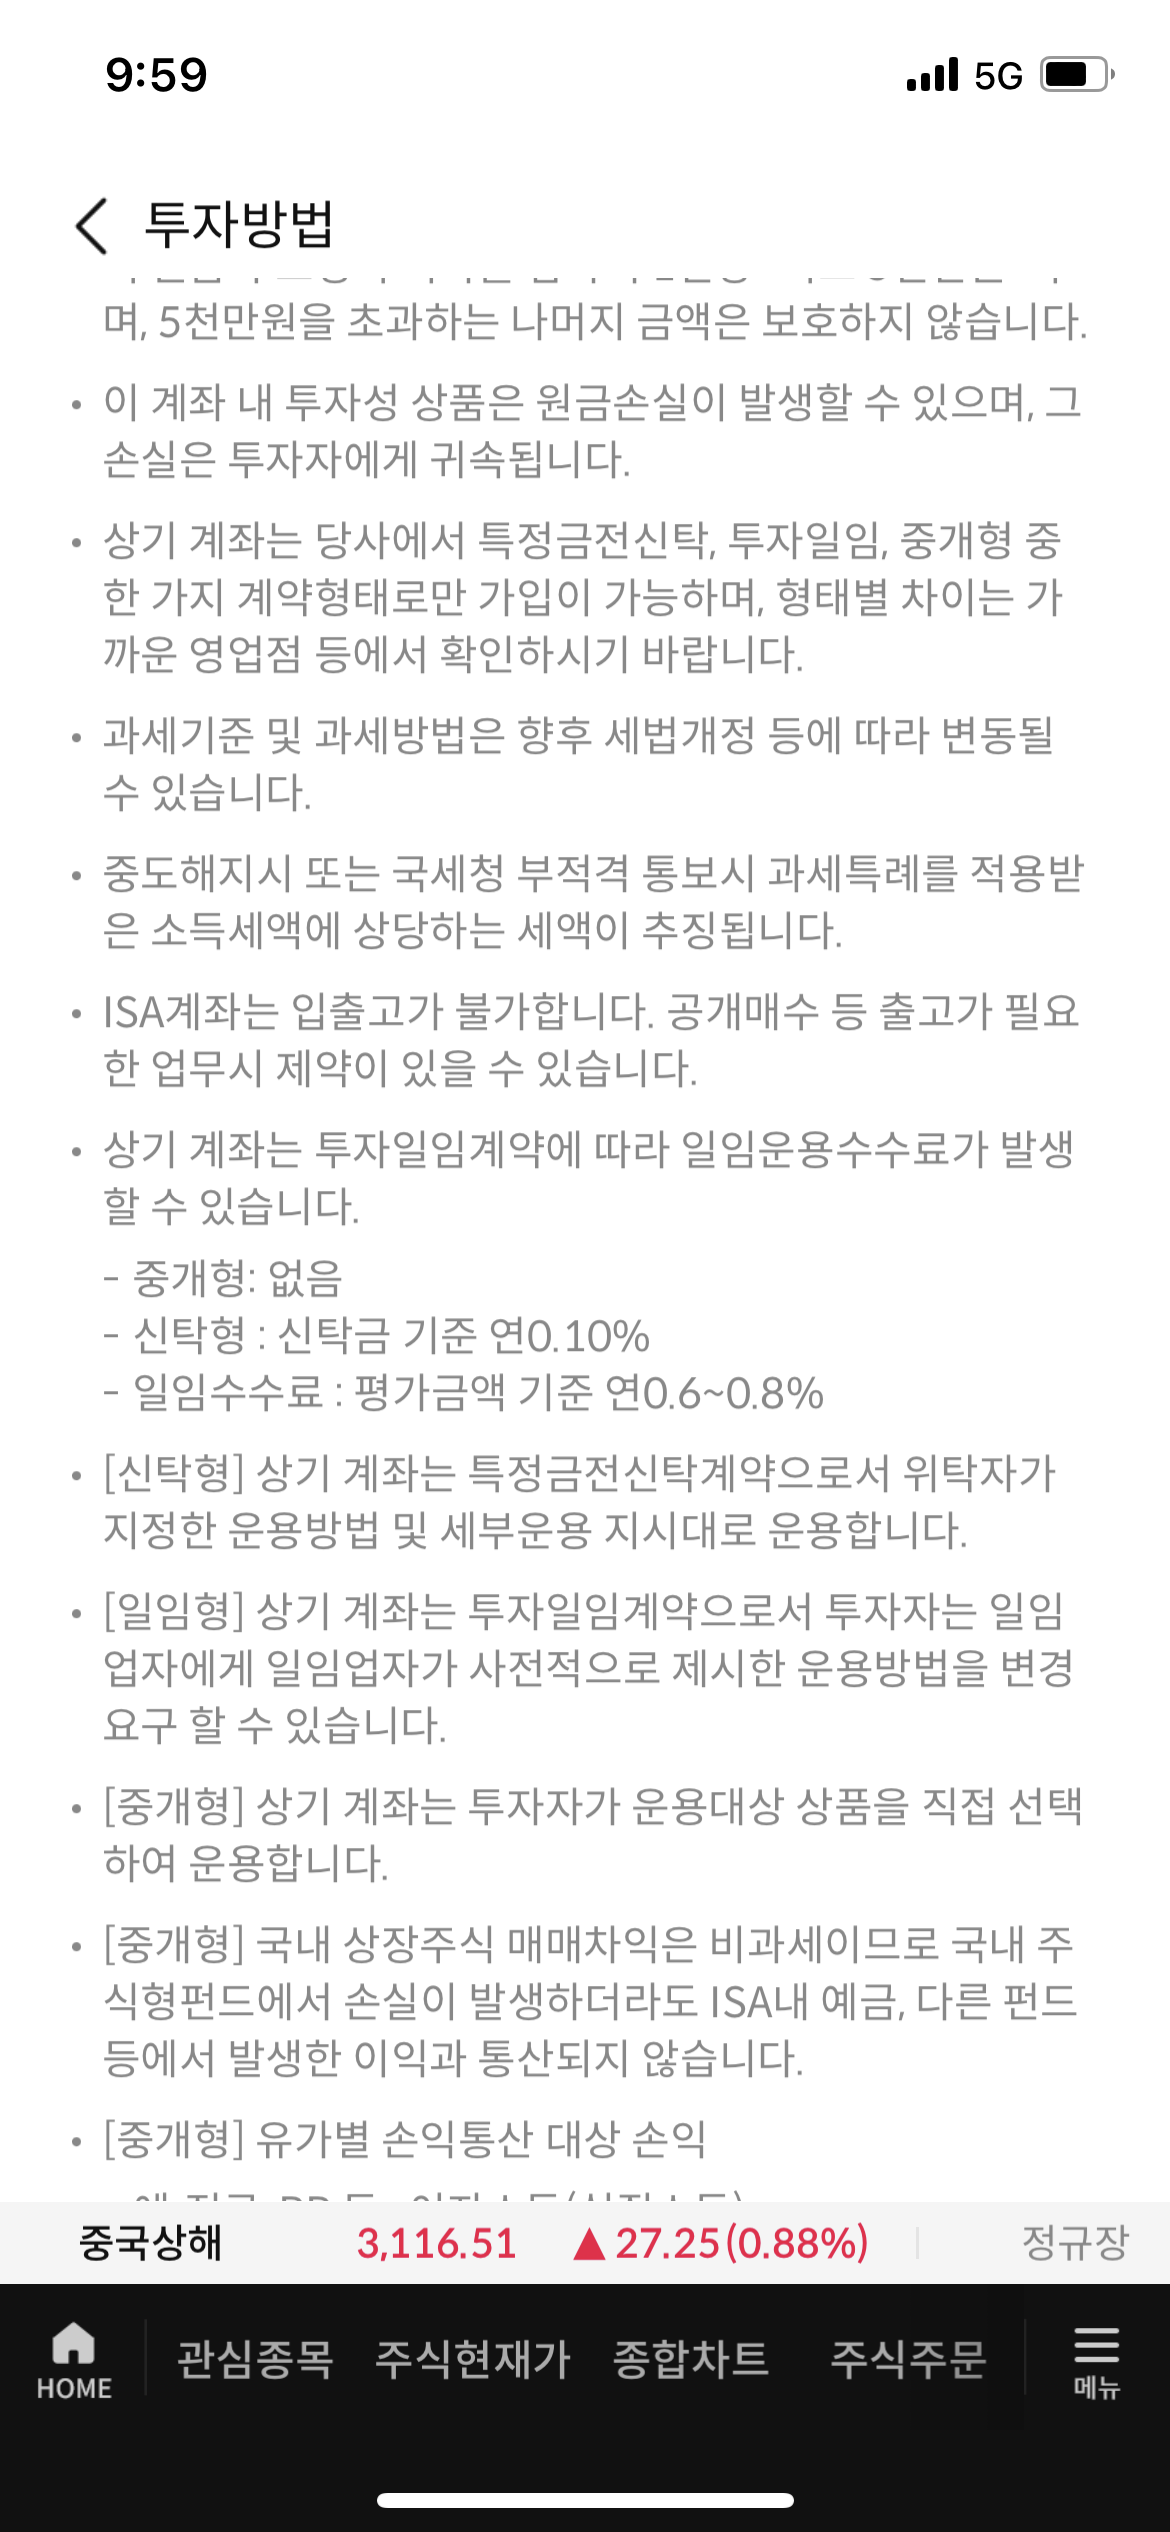 9:59
5G
투자방법
며, 5천만원을 초과하는 나머지 금액은 보호하지 않습니다.
• 이 계좌 내 투자성 상품은 원금손실이 발생할 수 있으며, 그
손실은 투자자에게 귀속됩니다.
• 상기 계좌는 당사에서 특정금전신탁, 투자일임, 중개형 중
한 가지 계약형태로만 가입이 가능하며, 형태별 차이는 가
까운 영업점 등에서 확인하시기 바랍니다.
• 과세기준 및 과세방법은 향후 세법개정 등에 따라 변동될
수 있습니다.
• 중도해지시 또는 국세청 부적격 통보시 과세특례를 적용받
은 소득세액에 상당하는 세액이 추징됩니다.
• ISA계좌는 입출고가 불가합니다. 공개매수 등 출고가 필요
한 업무시 제약이 있을 수 있습니다.
• 상기 계좌는 투자일임계약에 따라 일임운용수수료가 발생
할 수 있습니다.
- 중개형: 없음
- 신탁형 : 신탁금 기준 연0.10%
- 일임수수료 : 평가금액 기준 연0.6~0.8%
• [신탁형] 상기 계좌는 특정금전신탁계약으로서 위탁자가
지정한 운용방법 및 세부운용 지시대로 운용합니다.
• [일임형] 상기 계좌는 투자일임계약으로서 투자자는 일임
업자에게 일임업자가 사전적으로 제시한 운용방법을 변경
요구 할 수 있습니다.
• [중개형] 상기 계좌는 투자자가 운용대상 상품을 직접 선택
하여 운용합니다.
• [중개형] 국내 상장주식 매매차익은 비과세이므로 국내 주
식형펀드에서 손실이 발생하더라도 ISA내 예금, 다른 펀드
등에서 발생한 이익과 통산되지 않습니다.
• [중개형] 유가별 손익통산 대상 손익
중국상해 3,116.51 ▲ 27.25(0.88%) 정규장
HOME 관심종목 주식현재가 종합차트 주식주문 메뉴